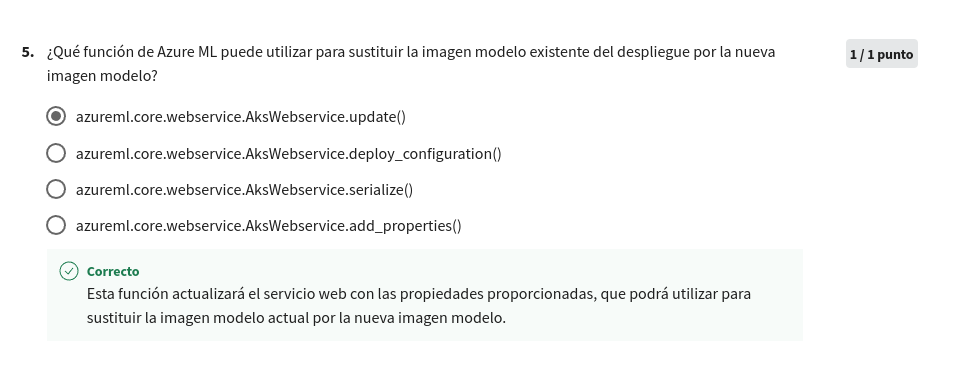 5. ¿Qué función de Azure ML puede utilizar para sustituir la imagen modelo existente del despliegue por la nueva
imagen modelo?
1 / 1 punto
azureml.core.webservice.AksWebservice.update()
azureml.core.webservice.AksWebservice.deploy_configuration()
azureml.core.webservice.AksWebservice.serialize()
azureml.core.webservice.AksWebservice.add_properties()
Correcto
Esta función actualizará el servicio web con las propiedades proporcionadas, que podrá utilizar para
sustituir la imagen modelo actual por la nueva imagen modelo.